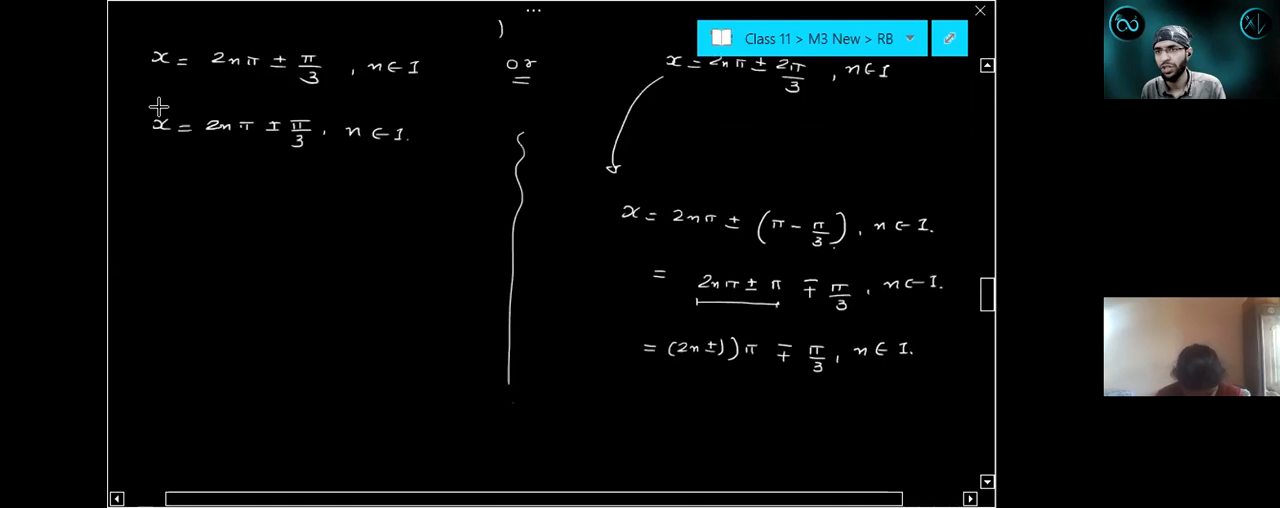 Class 11 > M3 New > RB
x = 2nπ ± π/3 , n ∈ I
or
x = 2nπ ± 2π/3 , n ∈ I
x = 2nπ ± π/3 , n ∈ I.
x = 2nπ ± (π - π/3) , n ∈ I.
= 2nπ ± π ∓ π/3 , n ∈ I.
= (2n ± 1)π ∓ π/3 , n ∈ I.